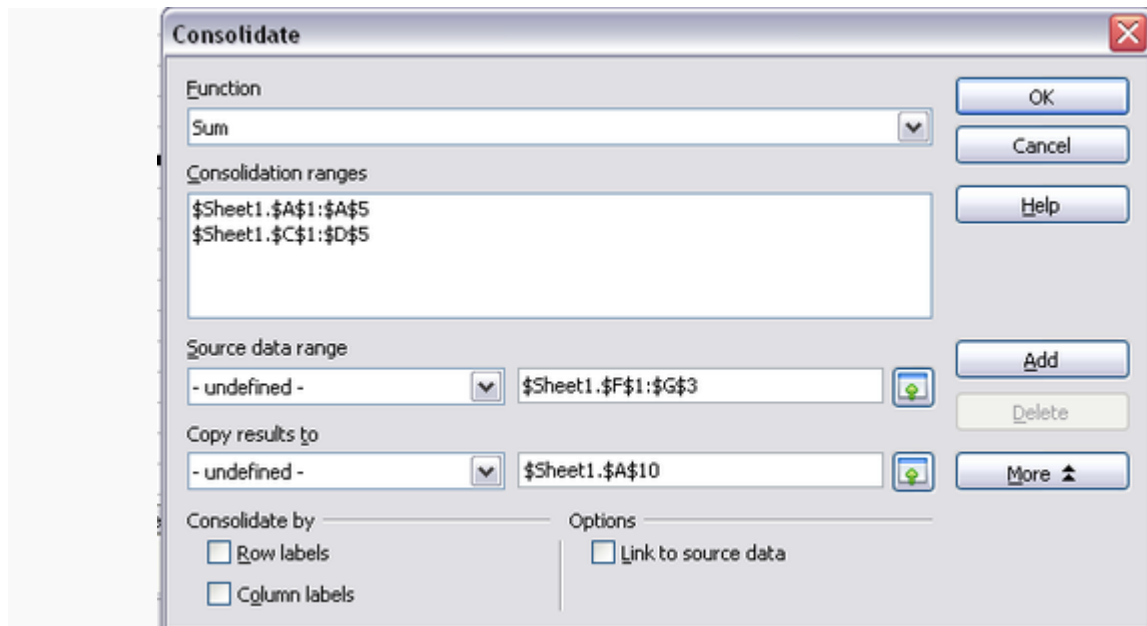 Consolidate
Function
OK
Sum
Cancel
Consolidation ranges
$Sheet1.$A$1:$A$5
Help
$Sheet1.$C$1:$D$5
Source data range
Add
- undefined -
$Sheet1.$F$1:$G$3
Delete
Copy results to
- undefined -
$Sheet1.$A$10
More
Consolidate by
Options
Row labels
Link to source data
Column labels